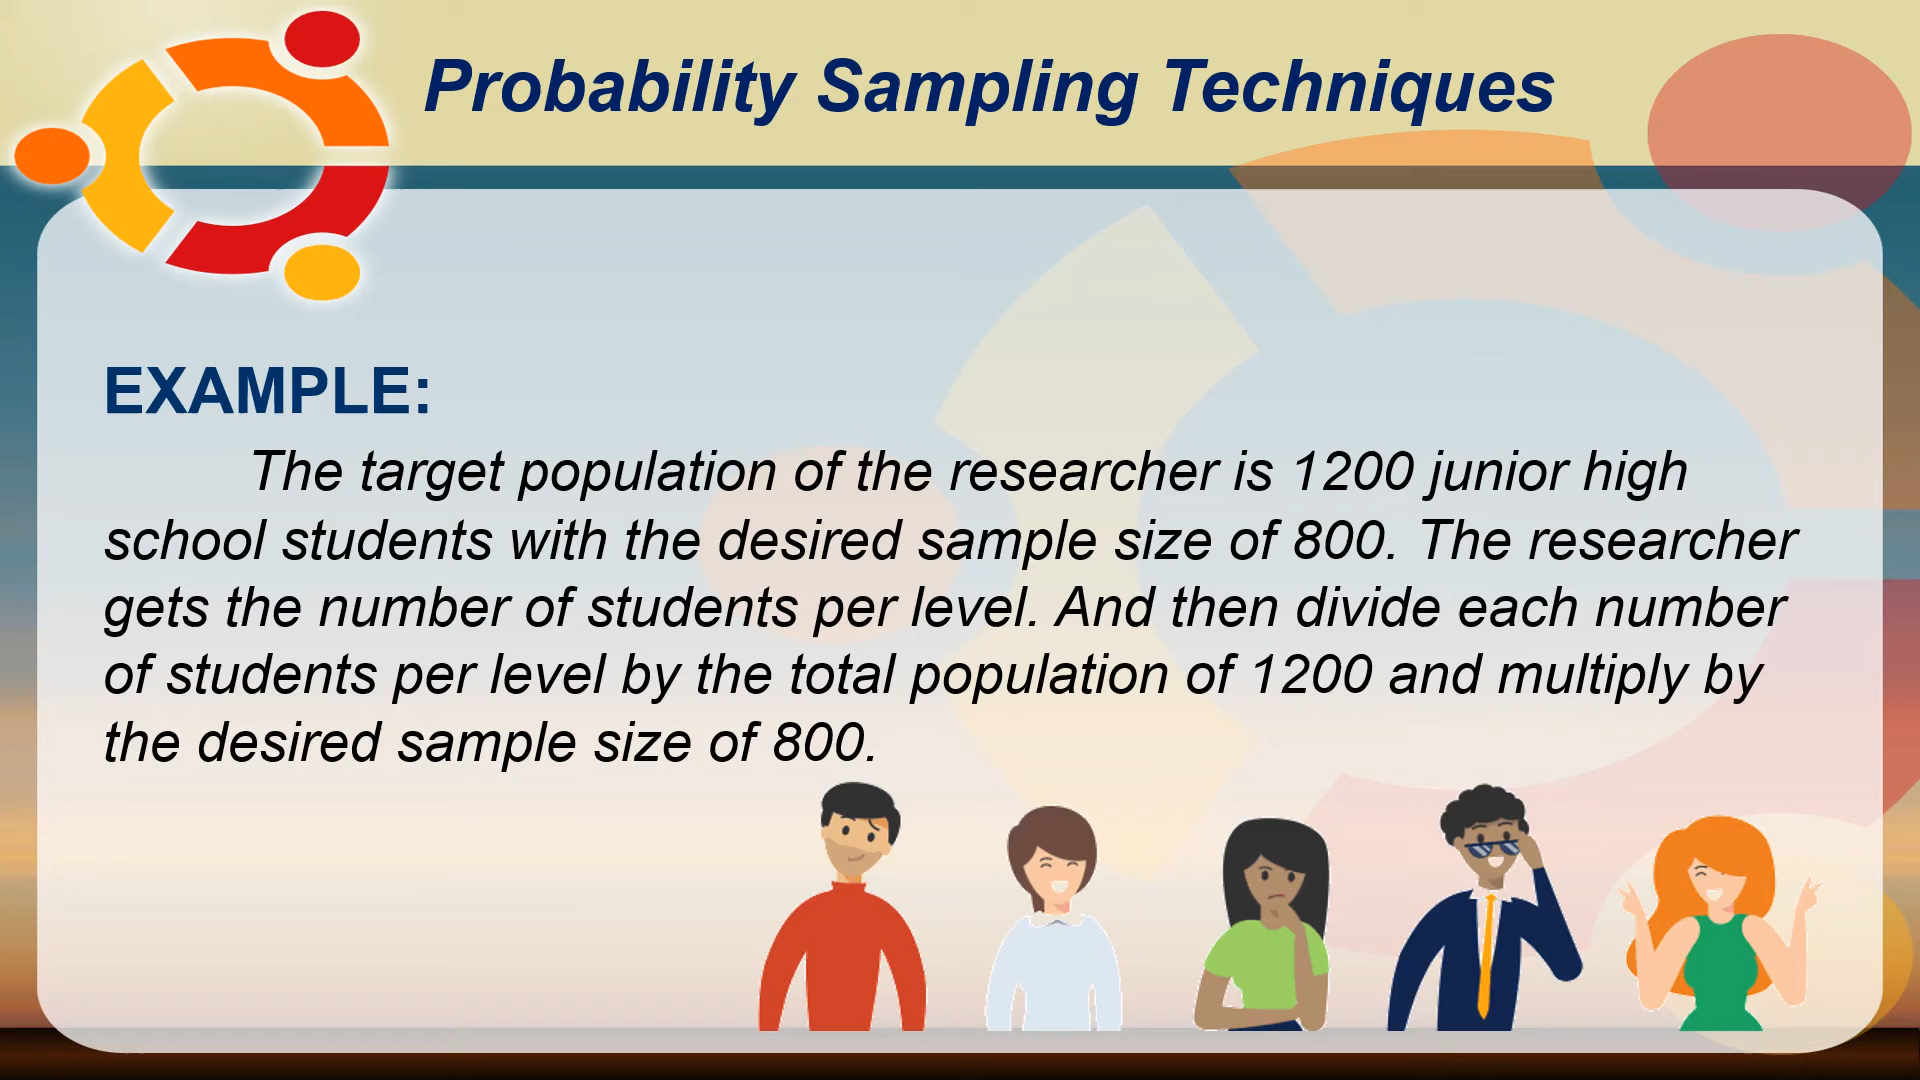 Probability Sampling Techniques
EXAMPLE:
The target population of the researcher is 1200 junior high
school students with the desired sample size of 800. The researcher
gets the number of students per level. And then divide each number
of students per level by the total population of 1200 and multiply by
the desired sample size of 800.